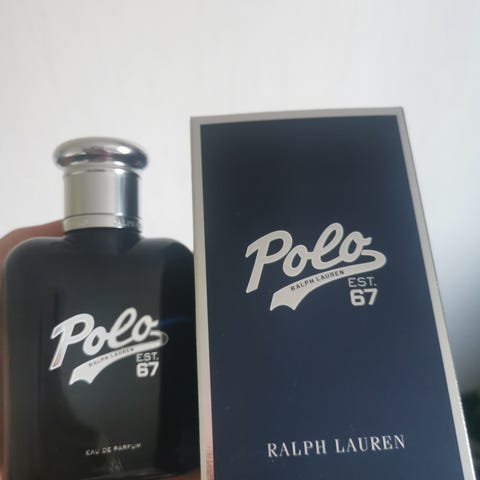 Polo
RALPH LAUREN
EST.
67
EAU DE PARFUM
Polo
RALPH LAUREN
EST.
67
RALPH LAUREN